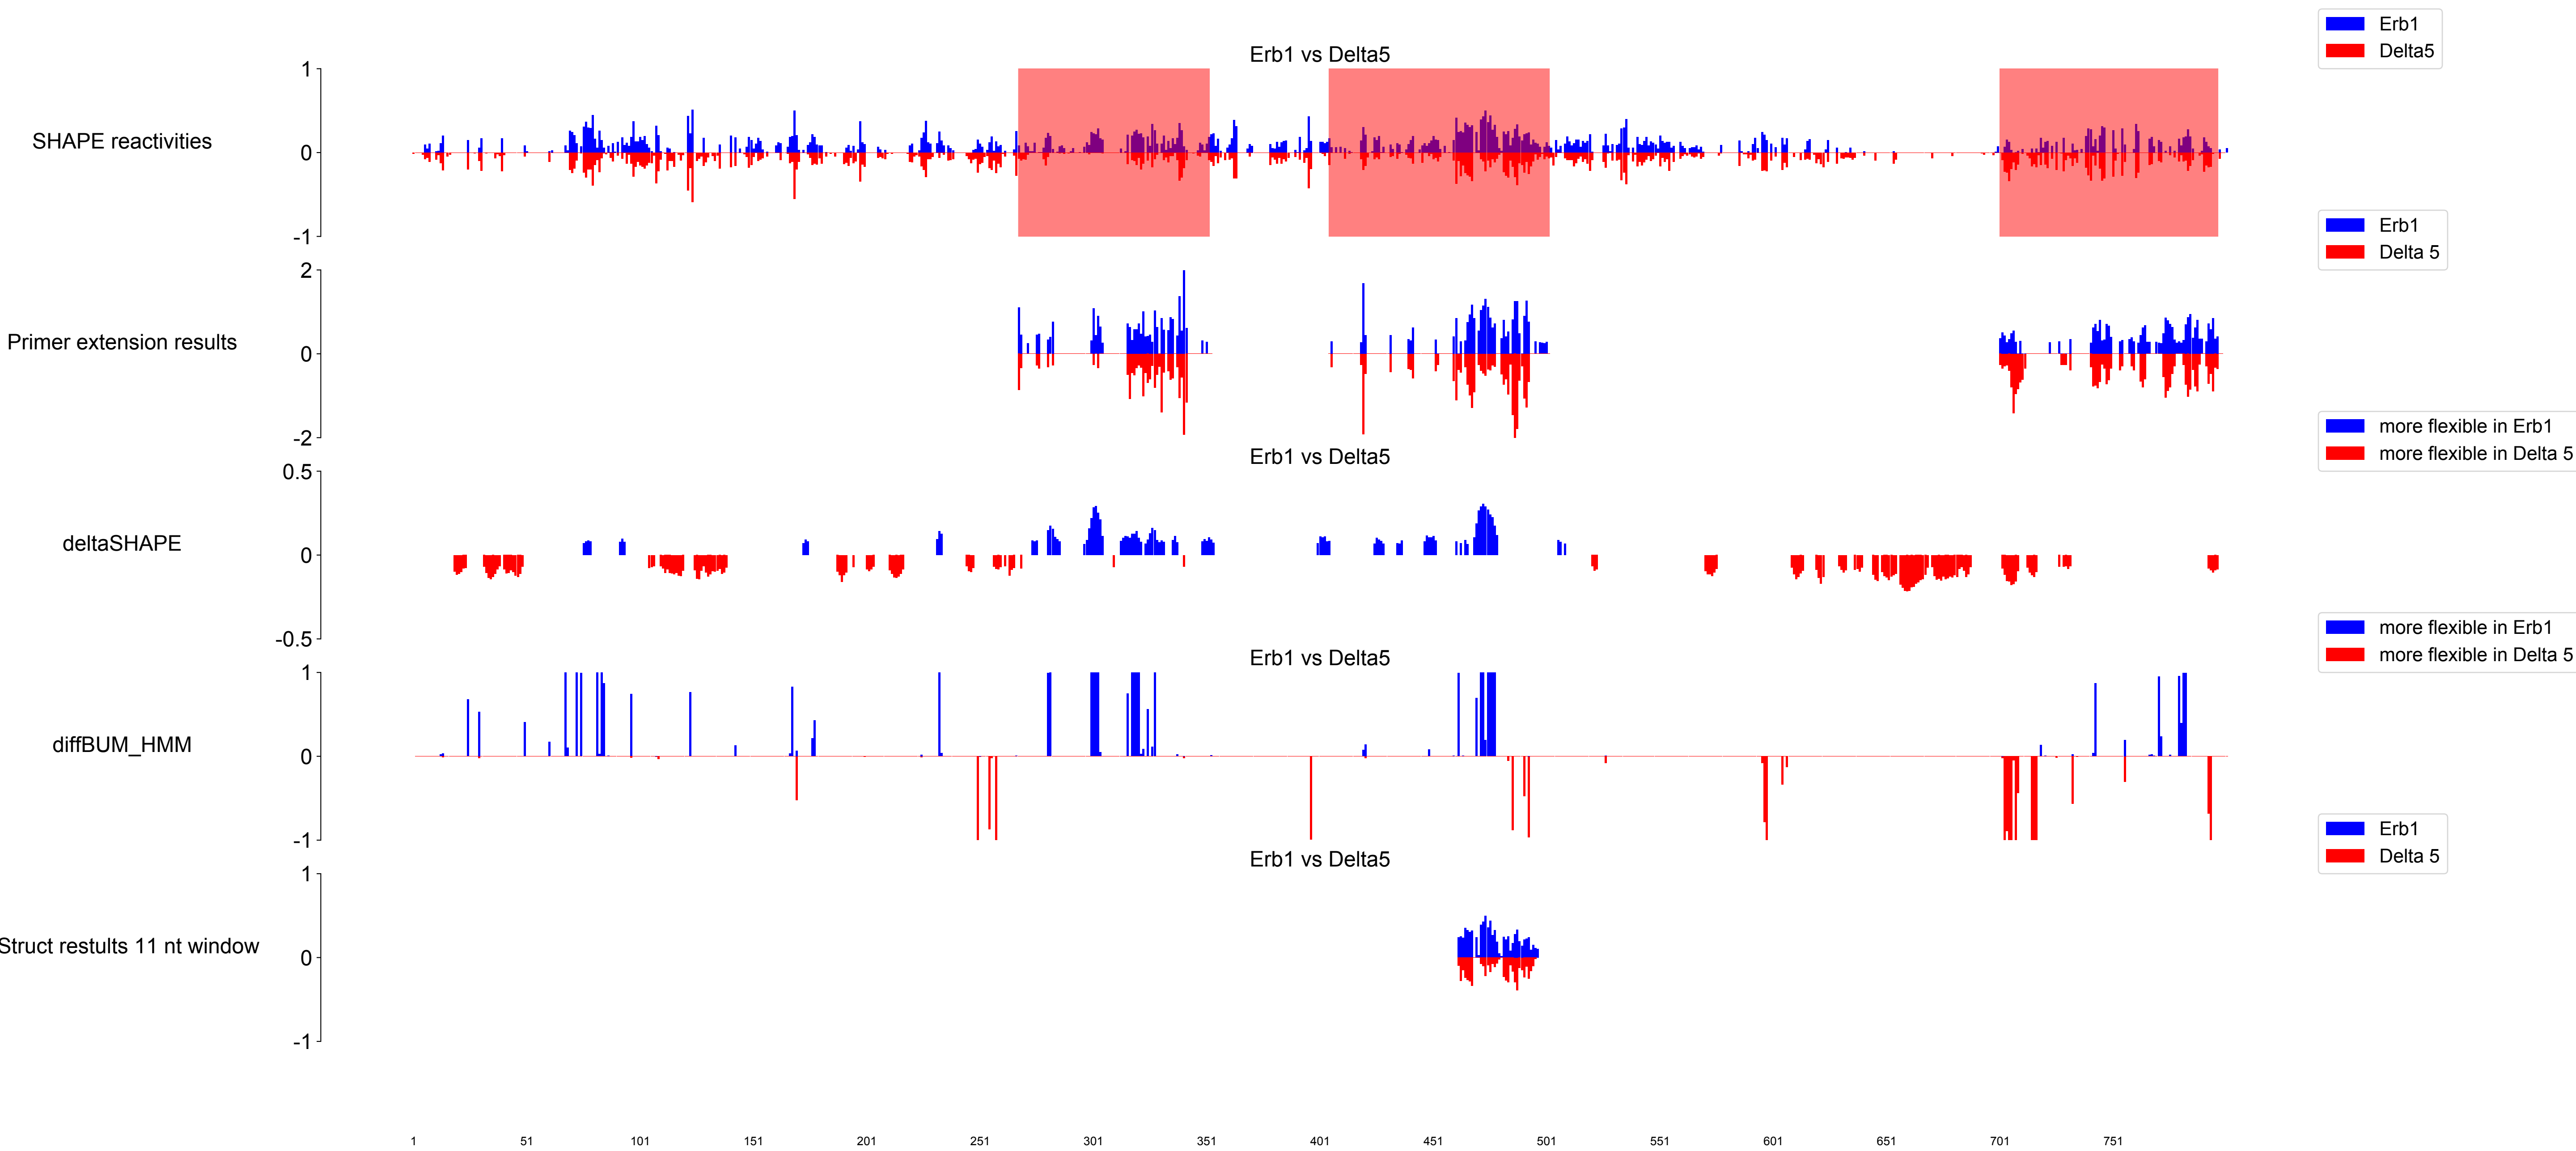 Erb1
Delta5
Erb1 vs Delta5
SHAPE reactivities
1
0
-1
Erb1
Delta 5
Primer extension results
2
0
-2
more flexible in Erb1
more flexible in Delta 5
Erb1 vs Delta5
deltaSHAPE
0.5
0
-0.5
more flexible in Erb1
more flexible in Delta 5
Erb1 vs Delta5
diffBUM_HMM
1
0
-1
Erb1
Delta 5
Erb1 vs Delta5
Struct restults 11 nt window
1
0
-1
1 51 101 151 201 251 301 351 401 451 501 551 601 651 701 751